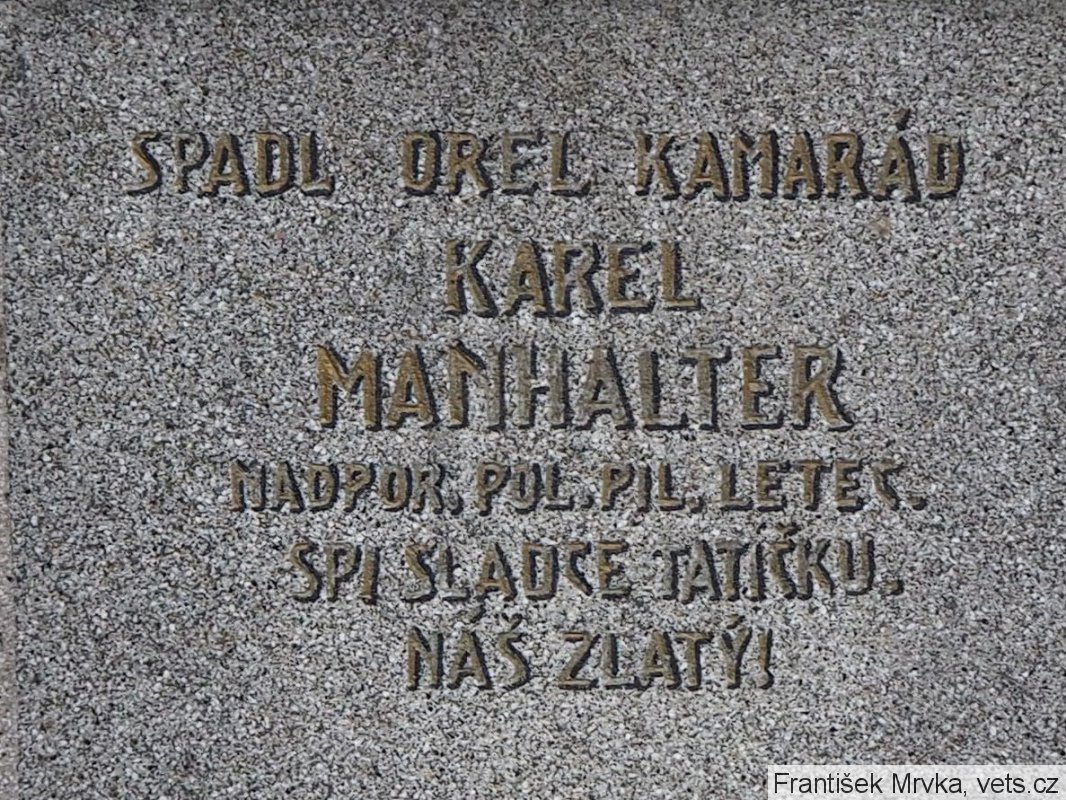 SPADL OREL KAMARÁD
KAREL
MANHALTER
NADPOR. POL. PIL. LETEC.
SPI SLADCE TATÍČKU,
NÁŠ ZLATÝ!
František Mrvka, vets.cz